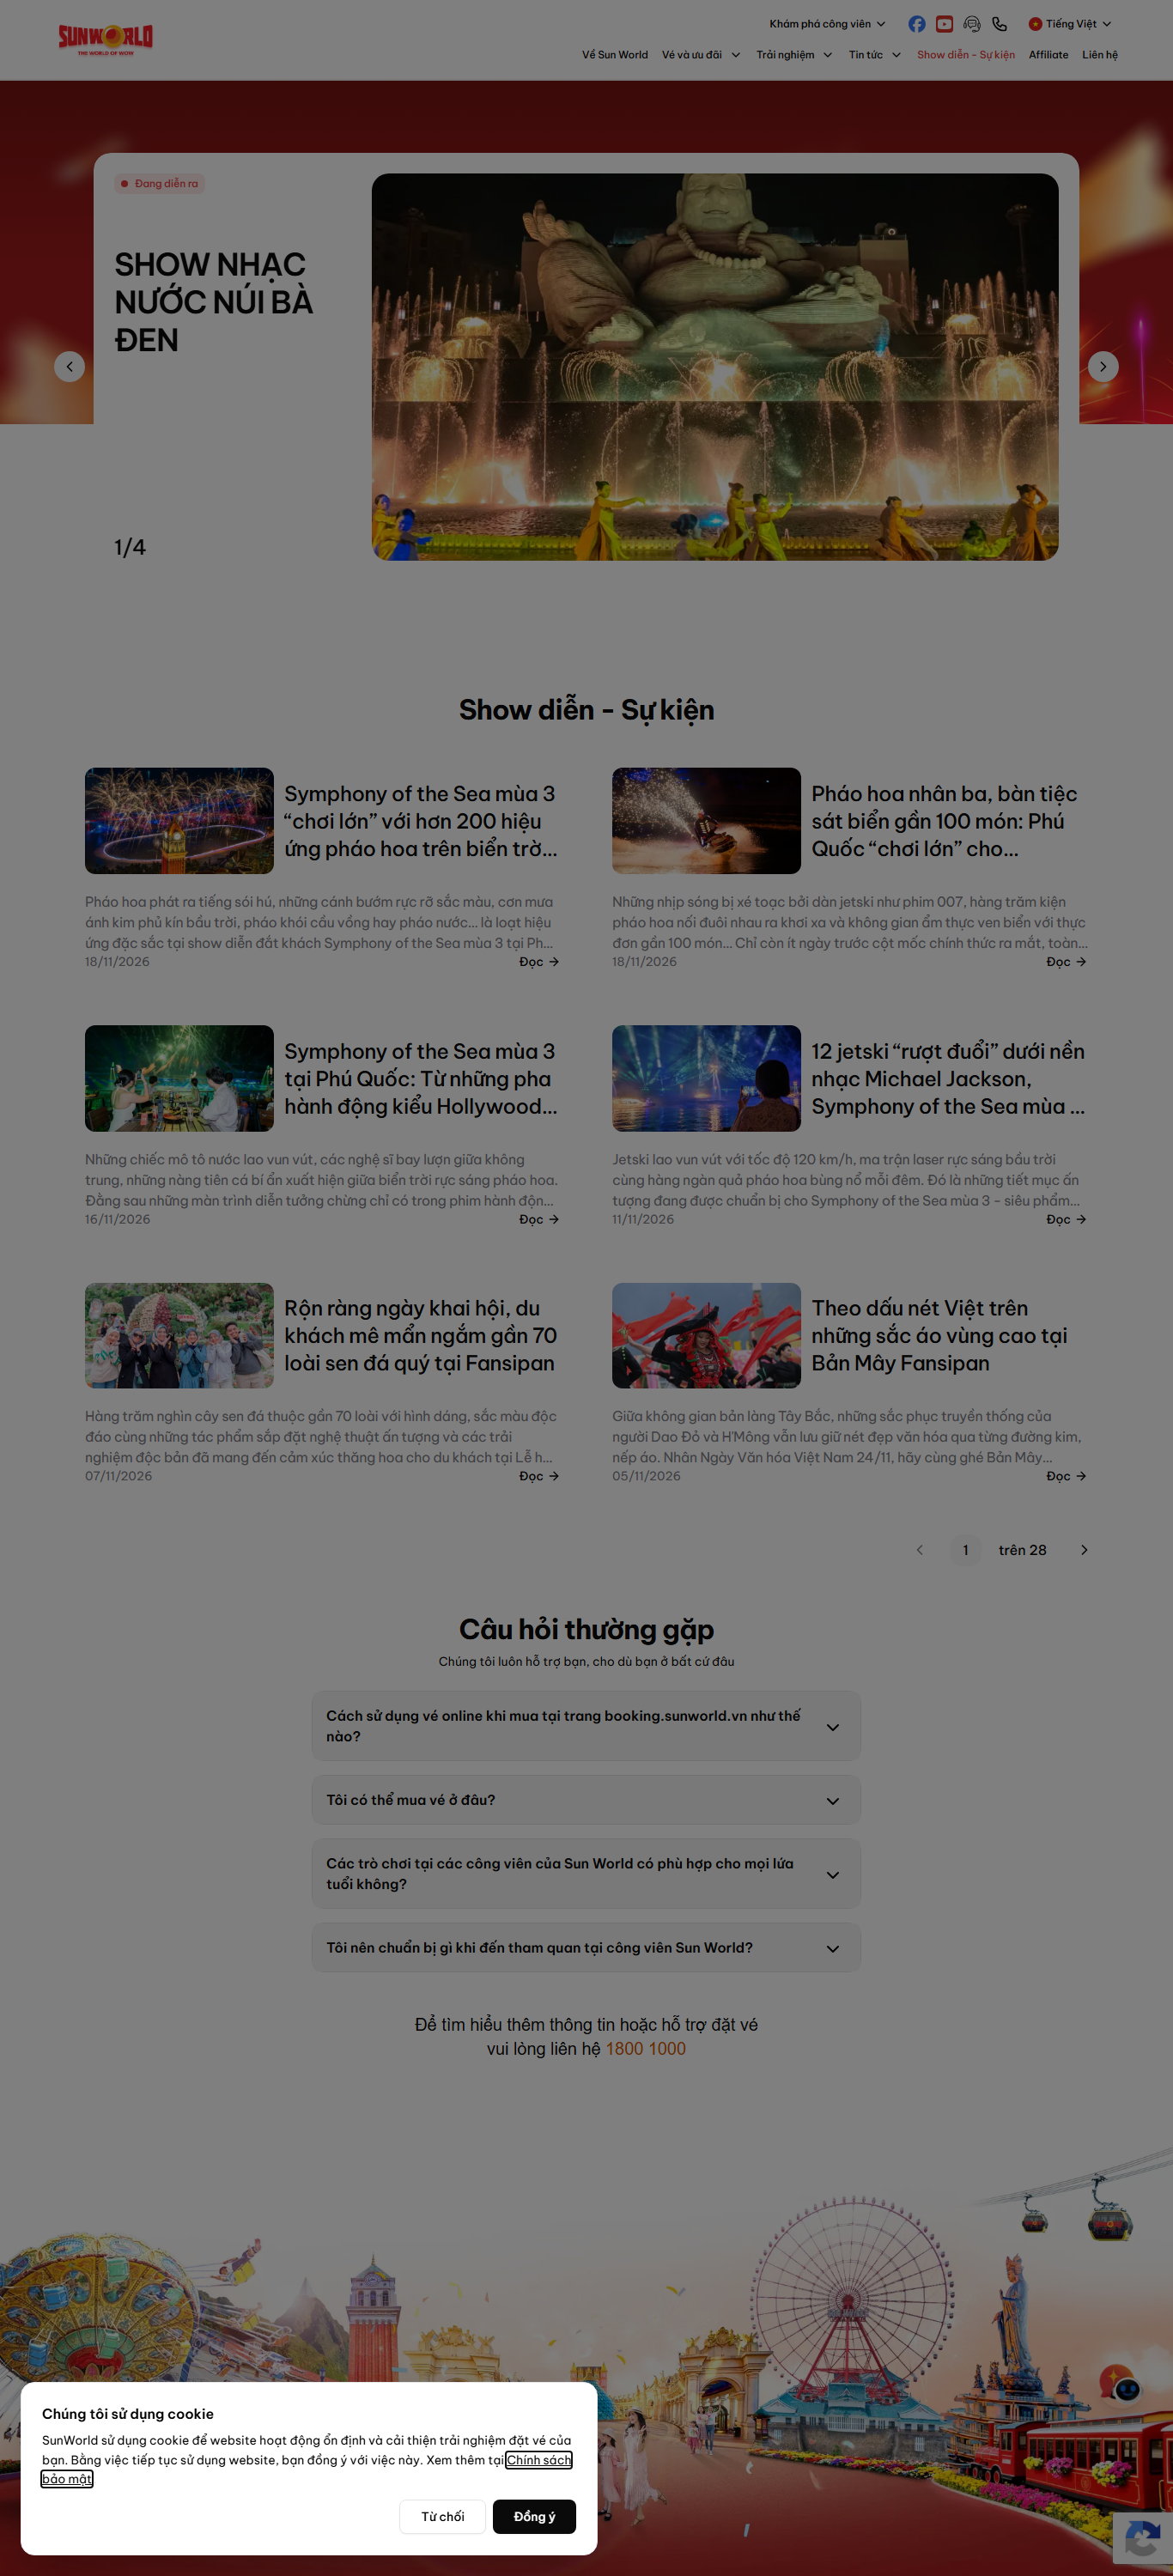 SUNWORLD
THE WORLD OF WOW
Khám phá công viên
Tiếng Việt
Về Sun World
Vé và ưu đãi
Trải nghiệm
Tin tức
Show diễn - Sự kiện
Affiliate
Liên hệ
Đang diễn ra
SHOW NHẠC
NƯỚC NÚI BÀ
ĐEN
1/4
Show diễn - Sự kiện
Symphony of the Sea mùa 3
“chơi lớn” với hơn 200 hiệu
ứng pháo hoa trên biển trờ...
Pháo hoa phát ra tiếng sói hú, những cánh bướm rực rỡ sắc màu, cơn mưa
ánh kim phủ kín bầu trời, pháo khói cầu vồng hay pháo nước... là loạt hiệu
ứng đặc sắc tại show diễn đắt khách Symphony of the Sea mùa 3 tại Ph...
18/11/2026
Đọc
Pháo hoa nhân ba, bàn tiệc
sát biển gần 100 món: Phú
Quốc “chơi lớn” cho...
Những nhịp sóng bị xé toạc bởi dàn jetski như phim 007, hàng trăm kiện
pháo hoa nối đuôi nhau ra khơi xa và không gian ẩm thực ven biển với thực
đơn gần 100 món... Chỉ còn ít ngày trước cột mốc chính thức ra mắt, toàn...
18/11/2026
Đọc
Symphony of the Sea mùa 3
tại Phú Quốc: Từ những pha
hành động kiểu Hollywood...
Những chiếc mô tô nước lao vun vút, các nghệ sĩ bay lượn giữa không
trung, những nàng tiên cá bí ẩn xuất hiện giữa biển trời rực sáng pháo hoa.
Đằng sau những màn trình diễn tưởng chừng chỉ có trong phim hành độn...
16/11/2026
Đọc
12 jetski “rượt đuổi” dưới nền
nhạc Michael Jackson,
Symphony of the Sea mùa ...
Jetski lao vun vút với tốc độ 120 km/h, ma trận laser rực sáng bầu trời
cùng hàng ngàn quả pháo hoa bùng nổ mỗi đêm. Đó là những tiết mục ấn
tượng đang được chuẩn bị cho Symphony of the Sea mùa 3 – siêu phẩm...
11/11/2026
Đọc
Rộn ràng ngày khai hội, du
khách mê mẩn ngắm gần 70
loài sen đá quý tại Fansipan
Hàng trăm nghìn cây sen đá thuộc gần 70 loài với hình dáng, sắc màu độc
đáo cùng những tác phẩm sắp đặt nghệ thuật ấn tượng và các trải
nghiệm độc bản đã mang đến cảm xúc thăng hoa cho du khách tại Lễ h...
07/11/2026
Đọc
Theo dấu nét Việt trên
những sắc áo vùng cao tại
Bản Mây Fansipan
Giữa không gian bản làng Tây Bắc, những sắc phục truyền thống của
người Dao Đỏ và H'Mông vẫn lưu giữ nét đẹp văn hóa qua từng đường kim,
nếp áo. Nhân Ngày Văn hóa Việt Nam 24/11, hãy cùng ghé Bản Mây...
05/11/2026
Đọc
1
trên 28
Câu hỏi thường gặp
Chúng tôi luôn hỗ trợ bạn, cho dù bạn ở bất cứ đâu
Cách sử dụng vé online khi mua tại trang booking.sunworld.vn như thế
nào?
Tôi có thể mua vé ở đâu?
Các trò chơi tại các công viên của Sun World có phù hợp cho mọi lứa
tuổi không?
Tôi nên chuẩn bị gì khi đến tham quan tại công viên Sun World?
Để tìm hiểu thêm thông tin hoặc hỗ trợ đặt vé
vui lòng liên hệ 1800 1000
Chúng tôi sử dụng cookie
SunWorld sử dụng cookie để website hoạt động ổn định và cải thiện trải nghiệm đặt vé của
bạn. Bằng việc tiếp tục sử dụng website, bạn đồng ý với việc này. Xem thêm tại Chính sách
bảo mật
Từ chối
Đồng ý